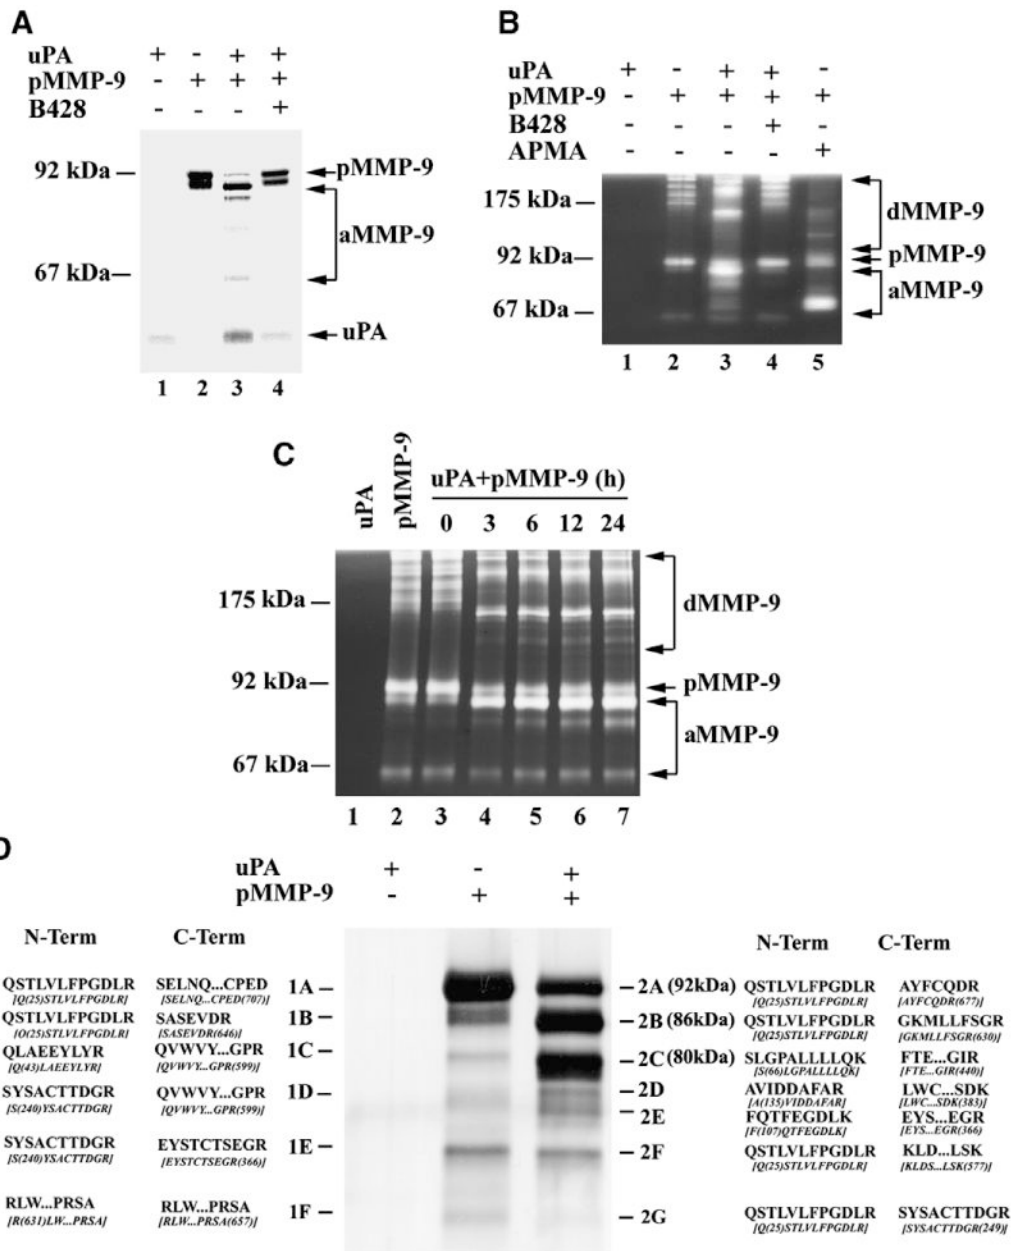 A
uPA + - + +
pMMP-9 - + + +
B428 - - - +
92 kDa
pMMP-9
aMMP-9
67 kDa
uPA
1 2 3 4
B
uPA + - + + -
pMMP-9 - + + + +
B428 - - - + -
APMA - - - - +
175 kDa
dMMP-9
92 kDa
pMMP-9
aMMP-9
67 kDa
1 2 3 4 5
C
uPA
pMMP-9
uPA+pMMP-9 (h)
0 3 6 12 24
175 kDa
dMMP-9
92 kDa
pMMP-9
aMMP-9
67 kDa
1 2 3 4 5 6 7
D
uPA + - +
pMMP-9 - + +
N-Term C-Term
QSTLVLFPGDLR SELNQ...CPED 1A
[Q(25)STLVLFPGDLR] [SELNQ...CPED(707)]
QSTLVLFPGDLR SASEVDR 1B
[O(25)STLVLFPGDLR] [SASEVDR(646)]
QLAEEYLYR QVWVY...GPR 1C
[Q(43)LAEEYLYR] [QVWVY...GPR(599)]
SYSACTTDGR QVWVY...GPR 1D
[S(240)YSACTTDGR] [QVWVY...GPR(599)]
SYSACTTDGR EYSTCTSEGR 1E
[S(240)YSACTTDGR] [EYSTCTSEGR(366)]
RLW...PRSA RLW...PRSA 1F
[R(631)LW...PRSA] [RLW...PRSA(657)]
N-Term C-Term
2A (92kDa) QSTLVLFPGDLR AYFCQDR
[Q(25)STLVLFPGDLR] [AYFCQDR(677)]
2B (86kDa) QSTLVLFPGDLR GKMLLFSGR
[Q(25)STLVLFPGDLR] [GKMLLFSGR(630)]
2C (80kDa) SLGPALLLLQK FTE...GIR
[S(66)LGPALLLLQK] [FTE...GIR(440)]
2D AVIDDAFAR LWC...SDK
[A(135)VIDDAFAR] [LWC...SDK(383)]
2E FQTFEGDLK EYS...EGR
[F(107)QTFEGDLK] [EYS...EGR(366)
2F QSTLVLFPGDLR KLD...LSK
[Q(25)STLVLFPGDLR] [KLDS...LSK(577)]
2G QSTLVLFPGDLR SYSACTTDGR
[Q(25)STLVLFPGDLR] [SYSACTTDGR(249)]